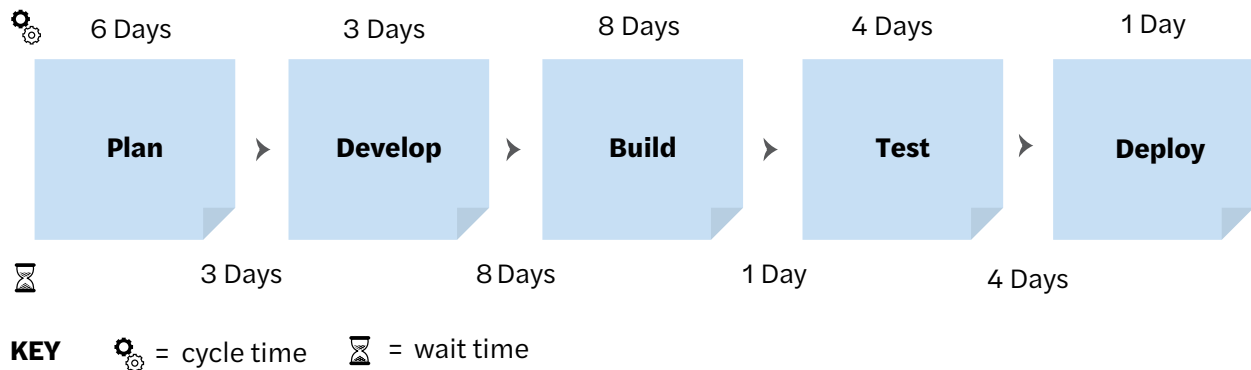 6 Days 3 Days 8 Days 4 Days 1 Day
Plan Develop Build Test Deploy
3 Days 8 Days 1 Day 4 Days
KEY = cycle time = wait time